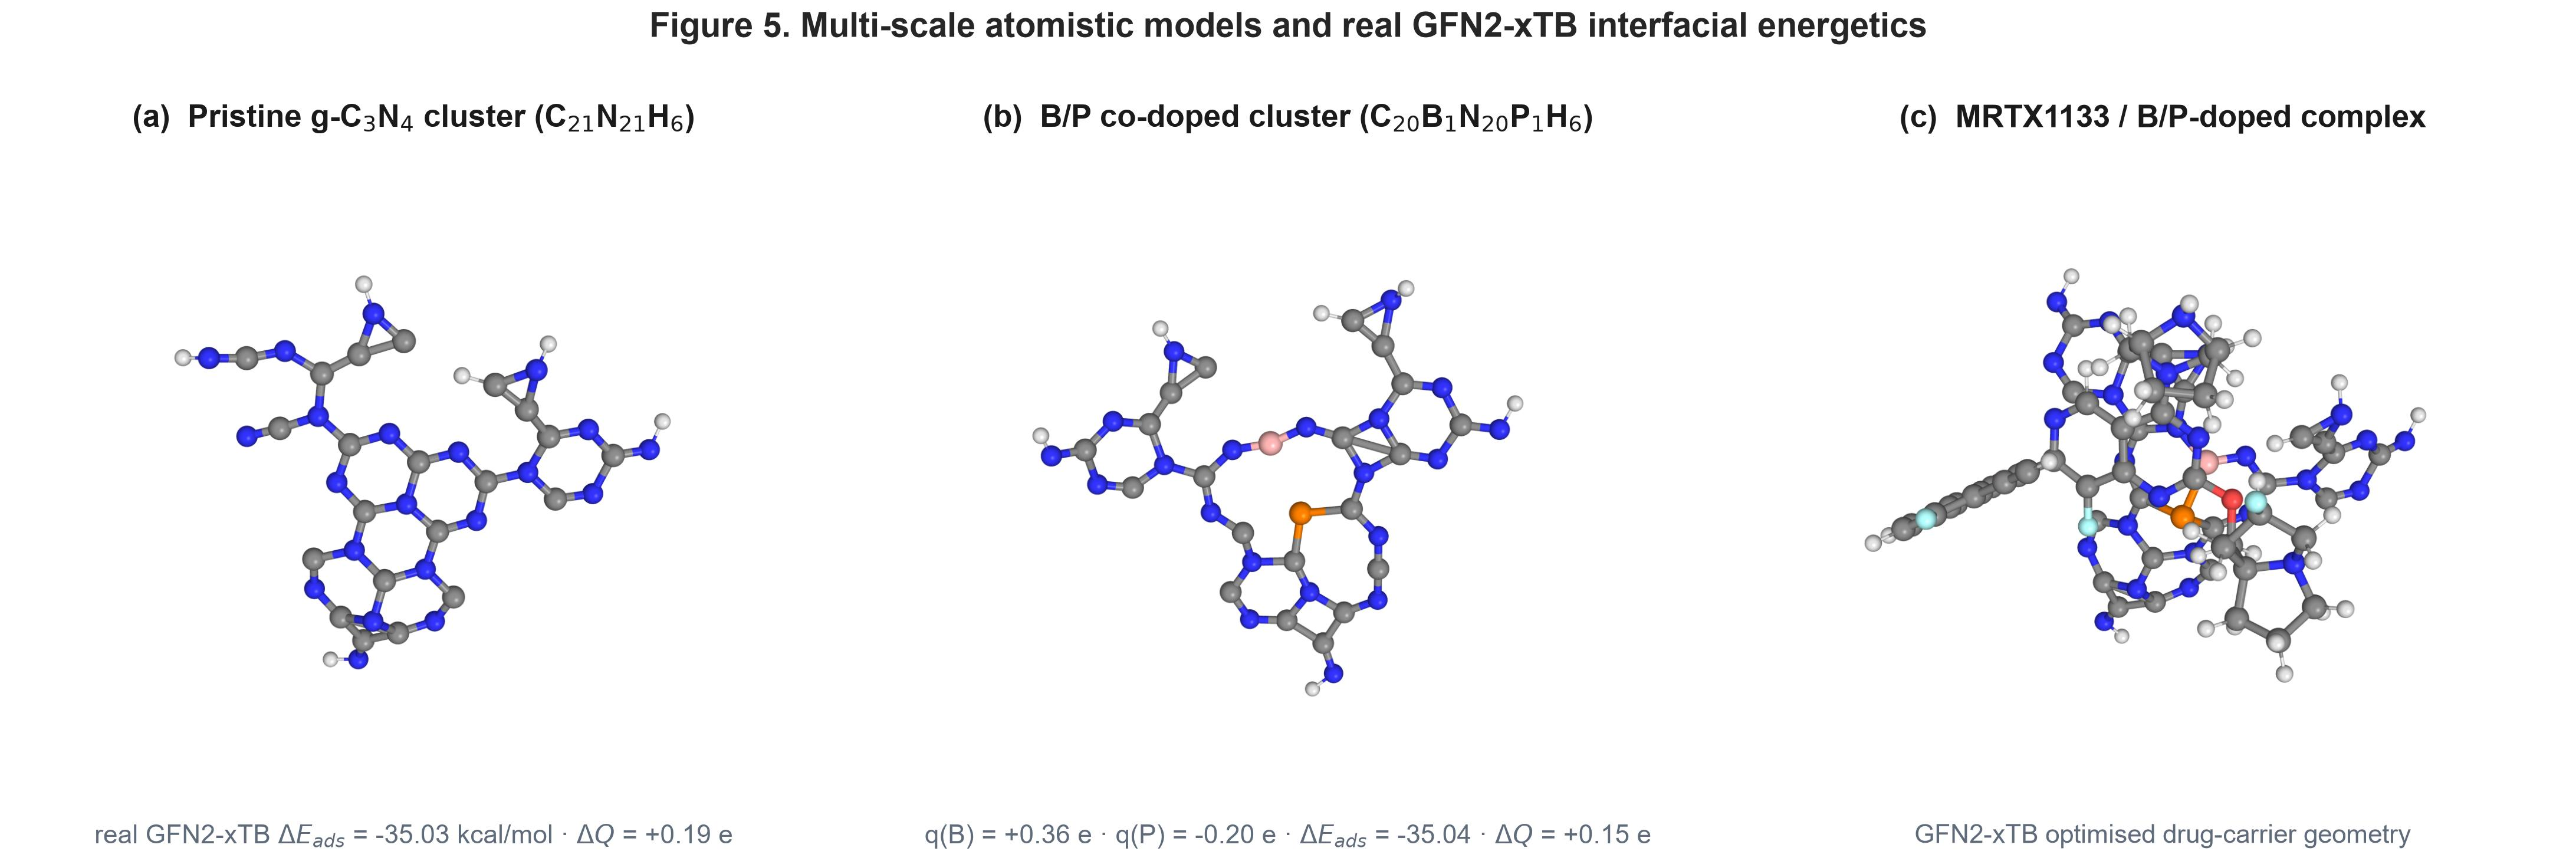 Figure 5. Multi-scale atomistic models and real GFN2-xTB interfacial energetics
(a) Pristine g-C₃N₄ cluster (C₂₁N₂₁H₆)
(b) B/P co-doped cluster (C₂₀B₁N₂₀P₁H₆)
(c) MRTX1133 / B/P-doped complex
real GFN2-xTB ΔE_ads = -35.03 kcal/mol · ΔQ = +0.19 e
q(B) = +0.36 e · q(P) = -0.20 e · ΔE_ads = -35.04 · ΔQ = +0.15 e
GFN2-xTB optimised drug-carrier geometry